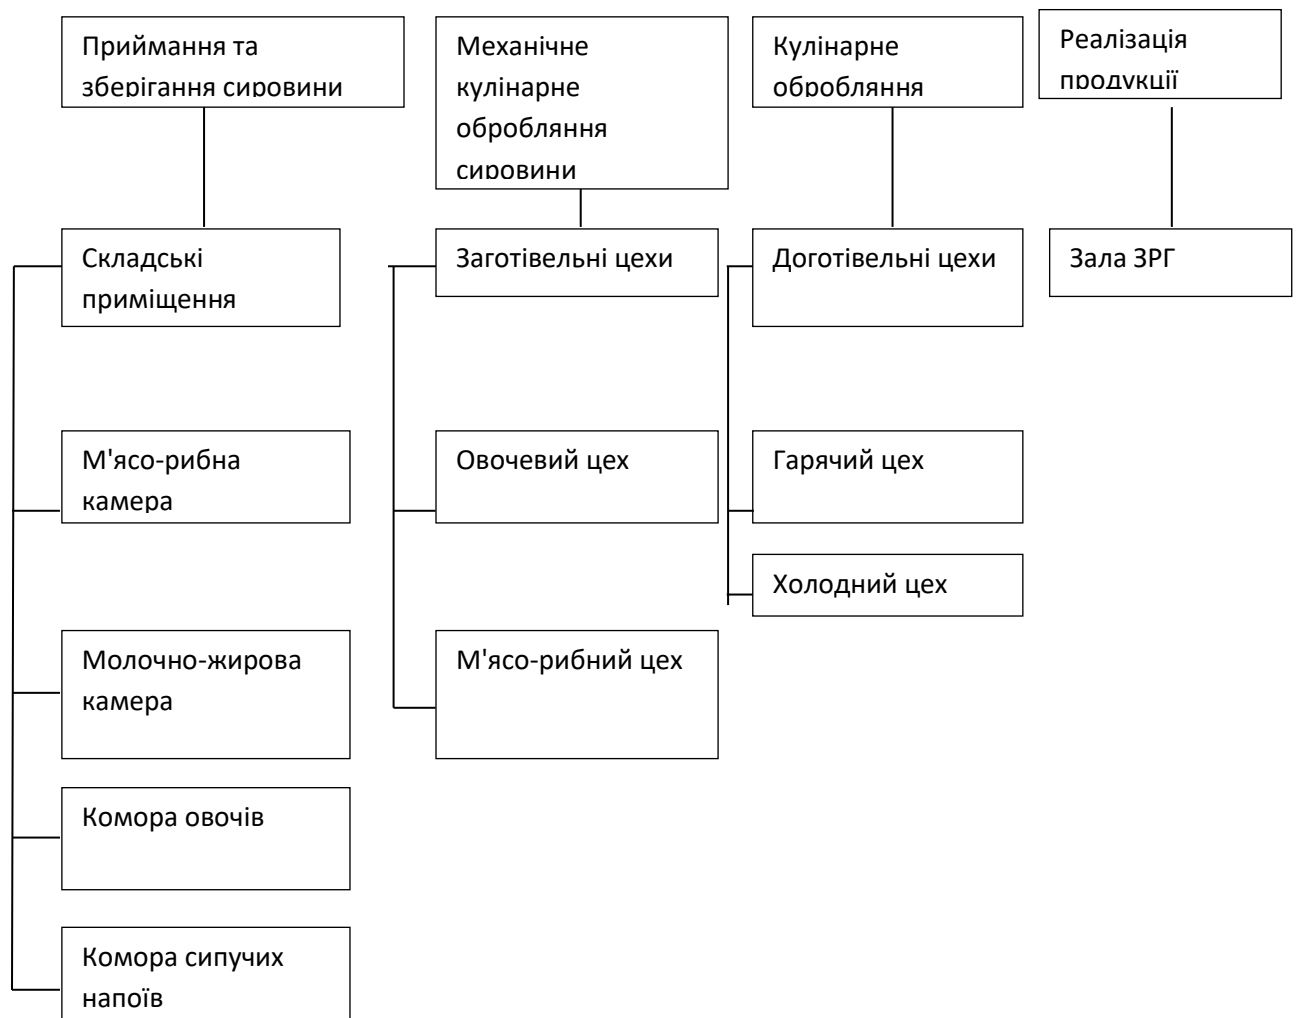 Приймання та
зберігання сировини
Механічне
кулінарне
обробляння
сировини
Кулінарне
обробляння
Реалізація
продукції
Складські
приміщення
Заготівельні цехи
Доготівельні цехи
Зала ЗРГ
М'ясо-рибна
камера
Овочевий цех
Гарячий цех
Холодний цех
Молочно-жирова
камера
М'ясо-рибний цех
Комора овочів
Комора сипучих
напоїв